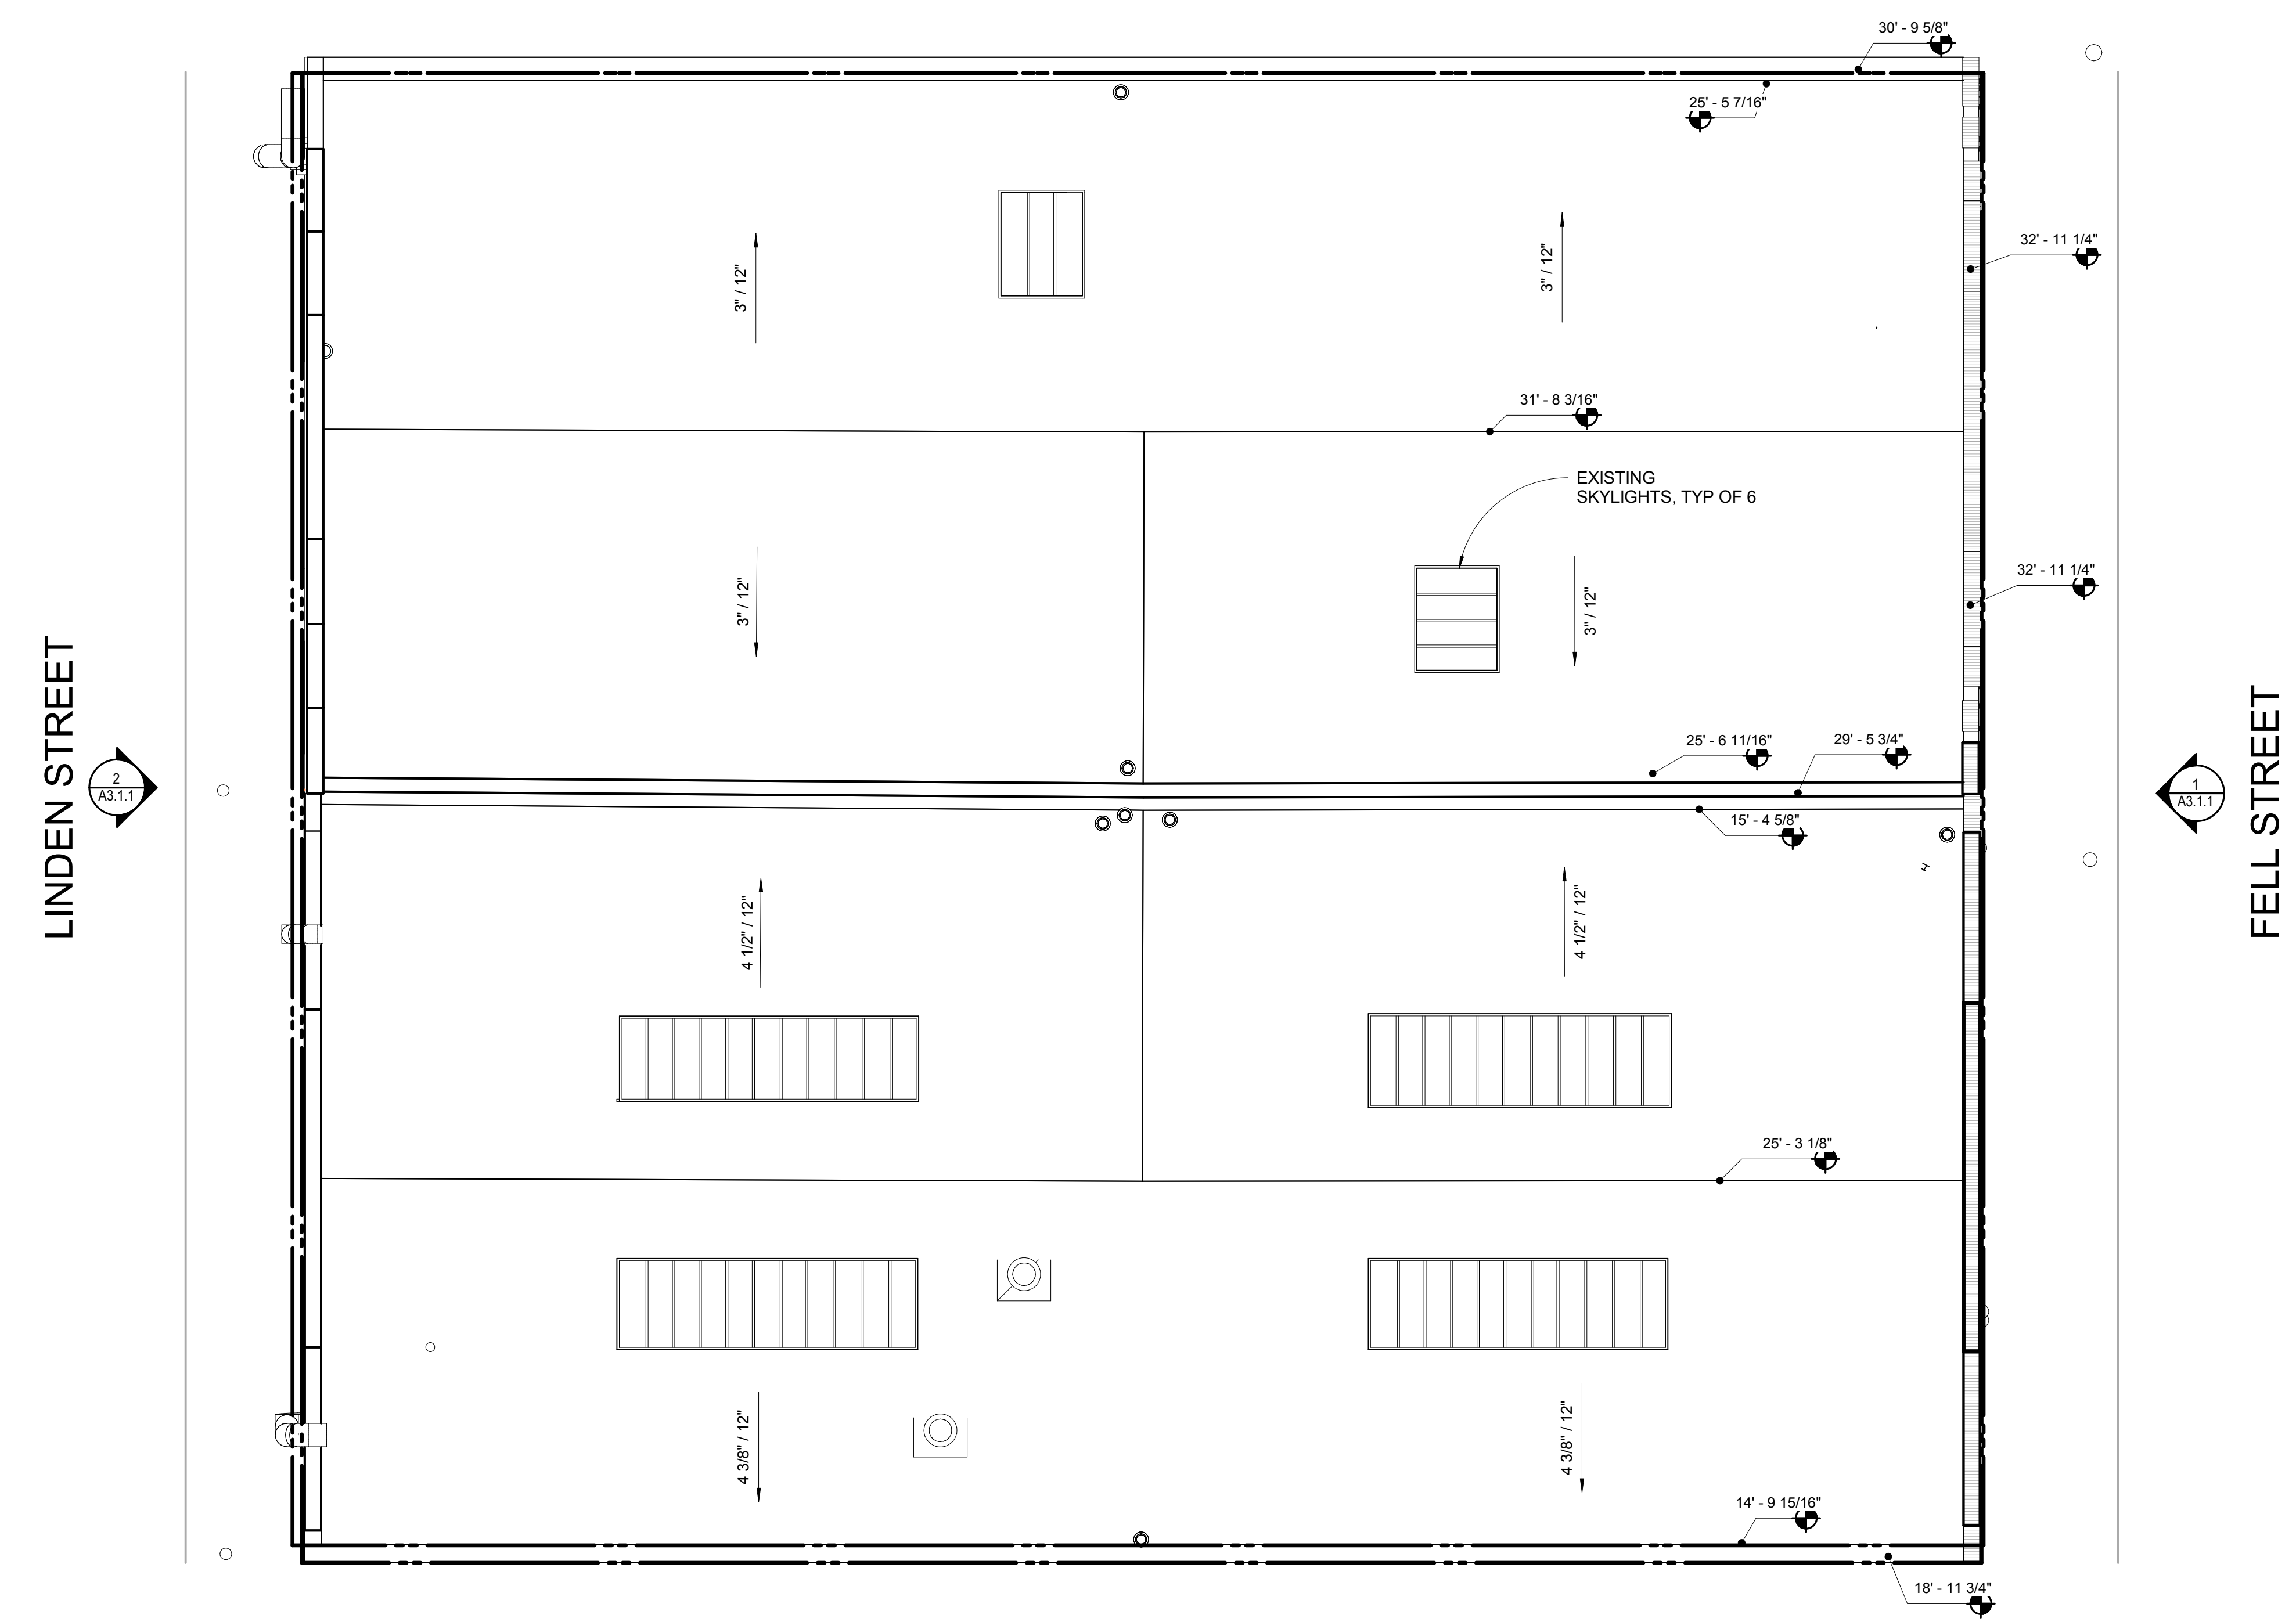 30' - 9 5/8"
25' - 5 7/16"
32' - 11 1/4"
3" / 12"
3" / 12"
31' - 8 3/16"
EXISTING
SKYLIGHTS, TYP OF 6
32' - 11 1/4"
3" / 12"
3" / 12"
LINDEN STREET
2
A3.1.1
25' - 6 11/16"
29' - 5 3/4"
1
A3.1.1
FELL STREET
15' - 4 5/8"
4 1/2" / 12"
4 1/2" / 12"
25' - 3 1/8"
4 3/8" / 12"
4 3/8" / 12"
14' - 9 15/16"
18' - 11 3/4"